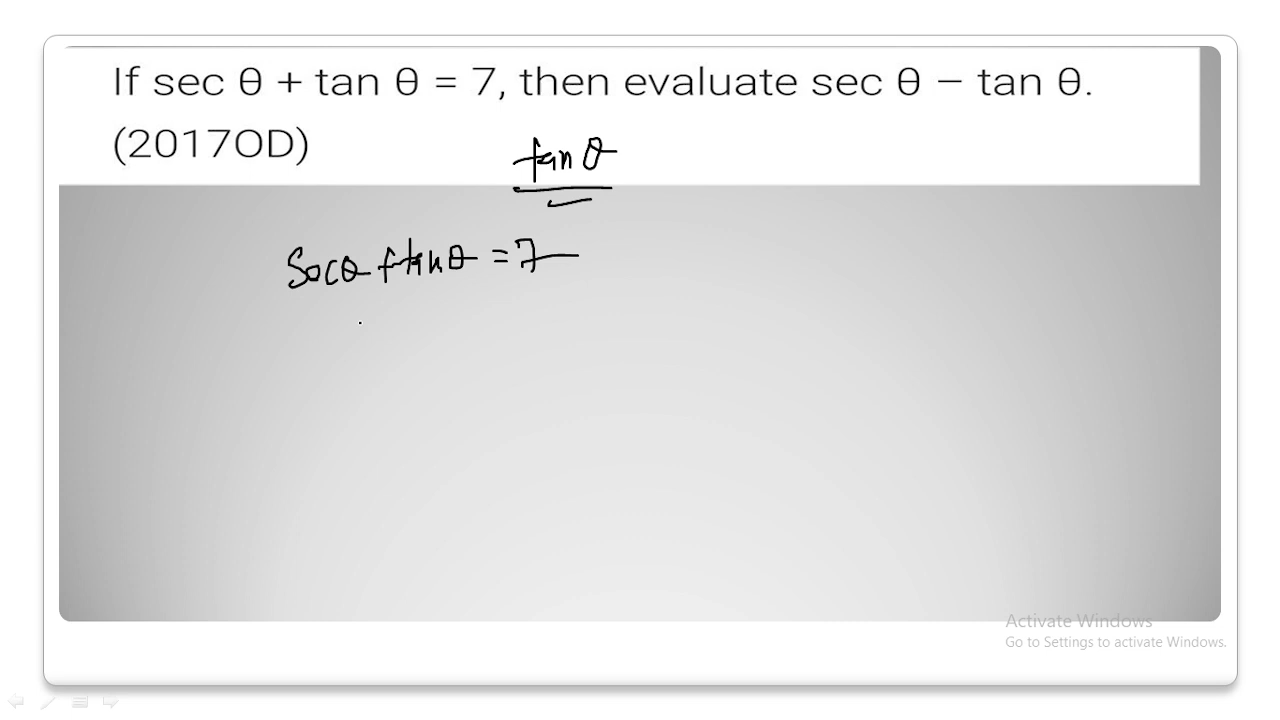 If sec θ + tan θ = 7, then evaluate sec θ − tan θ.
(2017OD)
tan θ
Secθ + tanθ = 7
Activate Windows
Go to Settings to activate Windows.